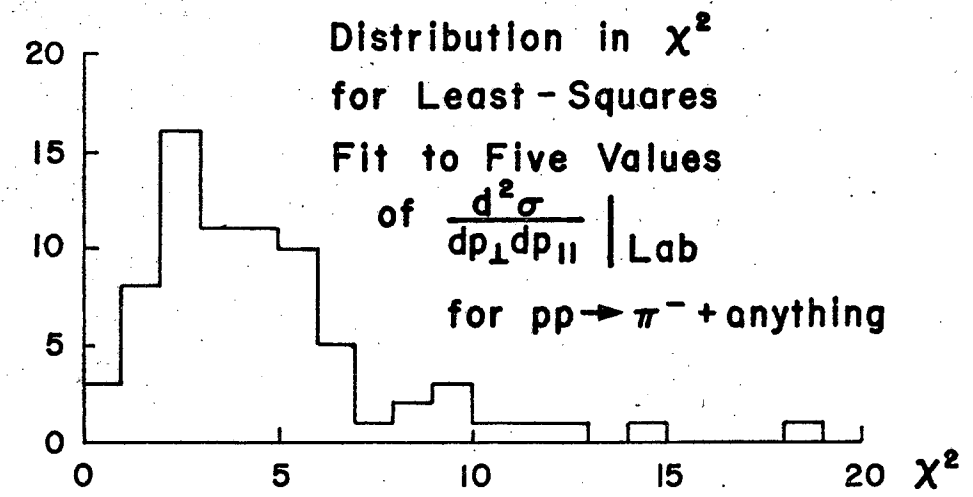 Distribution in χ²
for Least-Squares
Fit to Five Values
of d²σ / dp⊥dp∥ | Lab
for pp→π⁻+anything
20
15
10
5
0
0 5 10 15 20 χ²